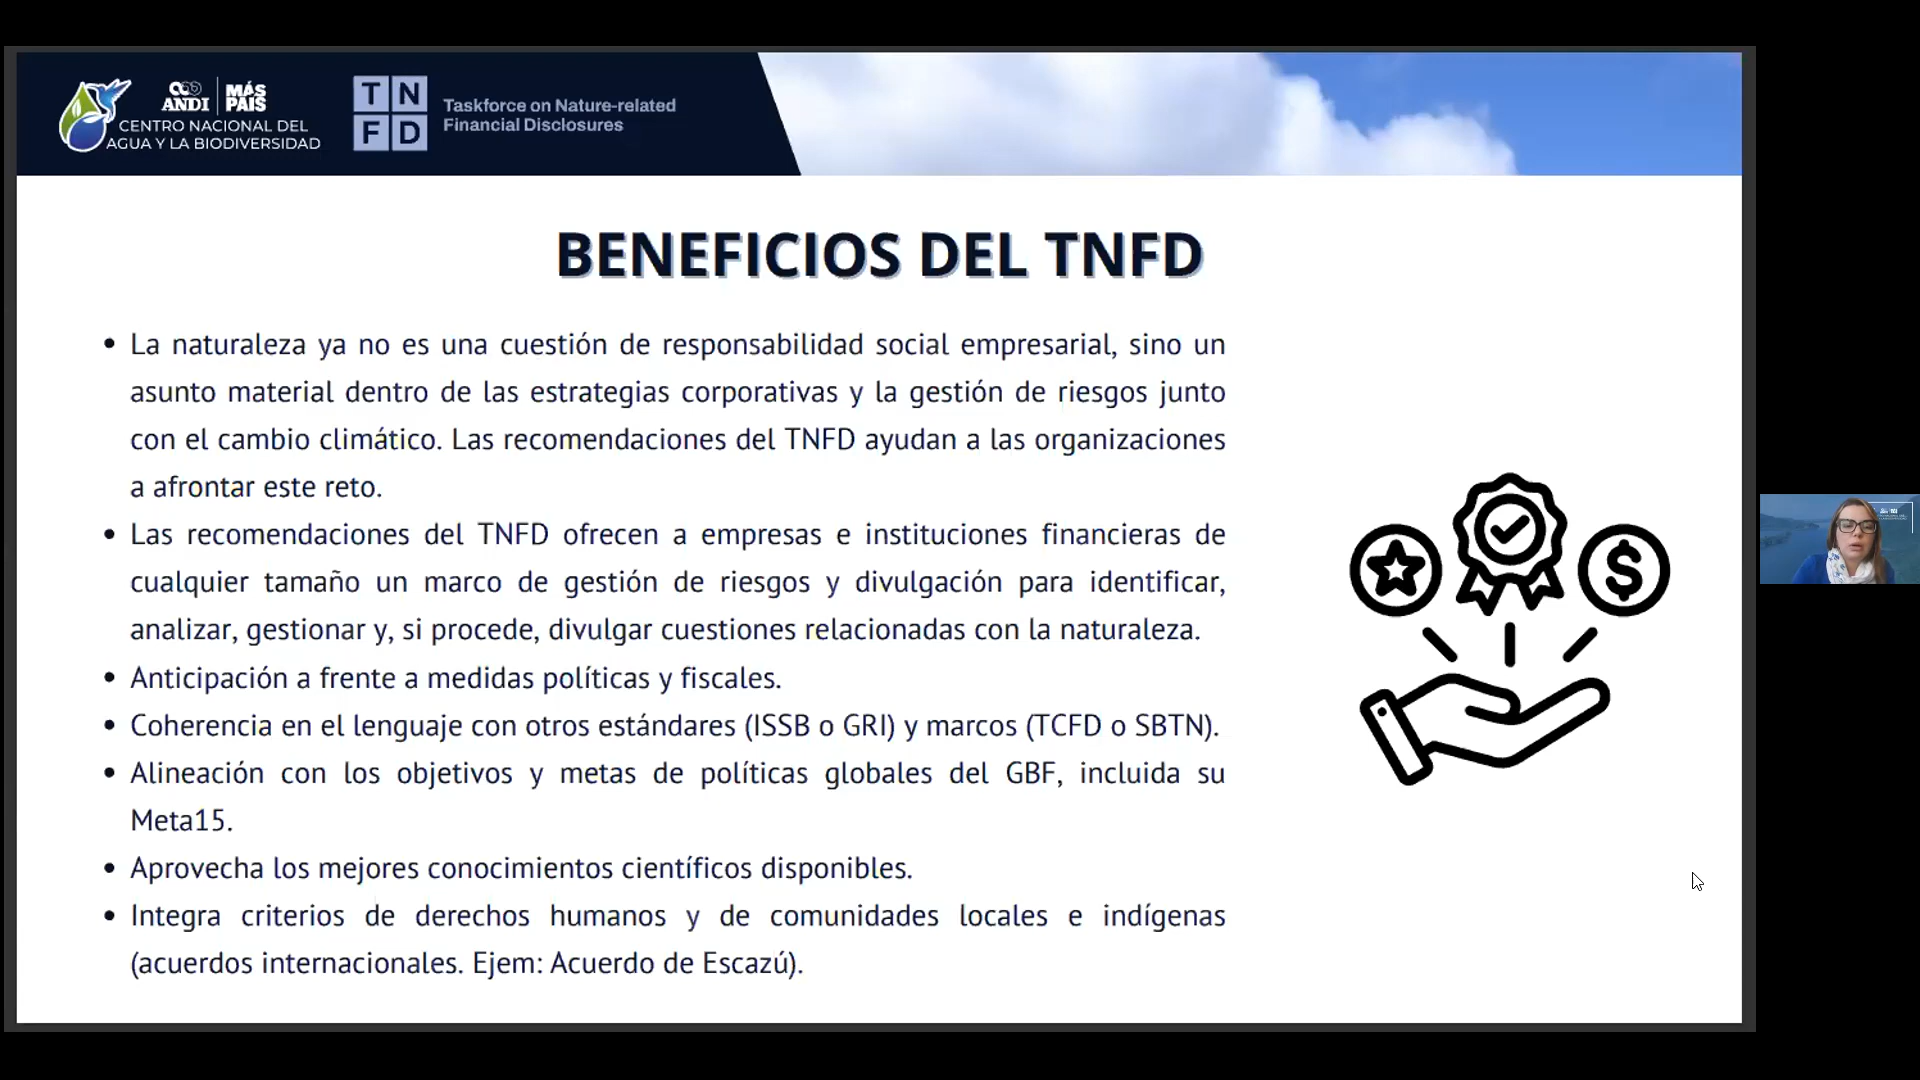 ANDI
MÁS
PAÍS
CENTRO NACIONAL DEL
AGUA Y LA BIODIVERSIDAD
T N
F D
Taskforce on Nature-related
Financial Disclosures
BENEFICIOS DEL TNFD
• La naturaleza ya no es una cuestión de responsabilidad social empresarial, sino un
asunto material dentro de las estrategias corporativas y la gestión de riesgos junto
con el cambio climático. Las recomendaciones del TNFD ayudan a las organizaciones
a afrontar este reto.
• Las recomendaciones del TNFD ofrecen a empresas e instituciones financieras de
cualquier tamaño un marco de gestión de riesgos y divulgación para identificar,
analizar, gestionar y, si procede, divulgar cuestiones relacionadas con la naturaleza.
• Anticipación a frente a medidas políticas y fiscales.
• Coherencia en el lenguaje con otros estándares (ISSB o GRI) y marcos (TCFD o SBTN).
• Alineación con los objetivos y metas de políticas globales del GBF, incluida su
Meta15.
• Aprovecha los mejores conocimientos científicos disponibles.
• Integra criterios de derechos humanos y de comunidades locales e indígenas
(acuerdos internacionales. Ejem: Acuerdo de Escazú).
$